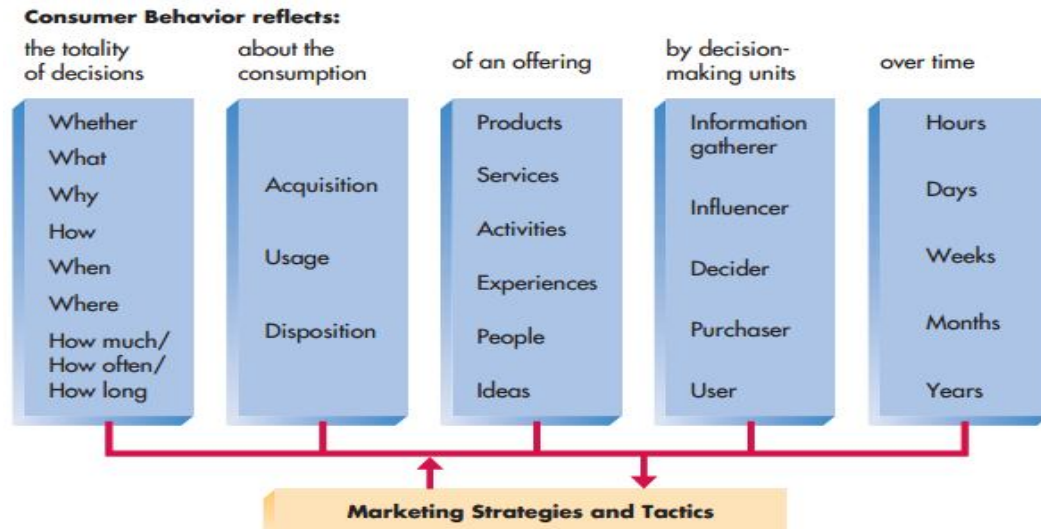 Consumer Behavior reflects:
the totality
of decisions
about the
consumption
of an offering
by decision-
making units
over time
Whether
What
Why
How
When
Where
How much/
How often/
How long
Acquisition
Usage
Disposition
Products
Services
Activities
Experiences
People
Ideas
Information
gatherer
Influencer
Decider
Purchaser
User
Hours
Days
Weeks
Months
Years
Marketing Strategies and Tactics